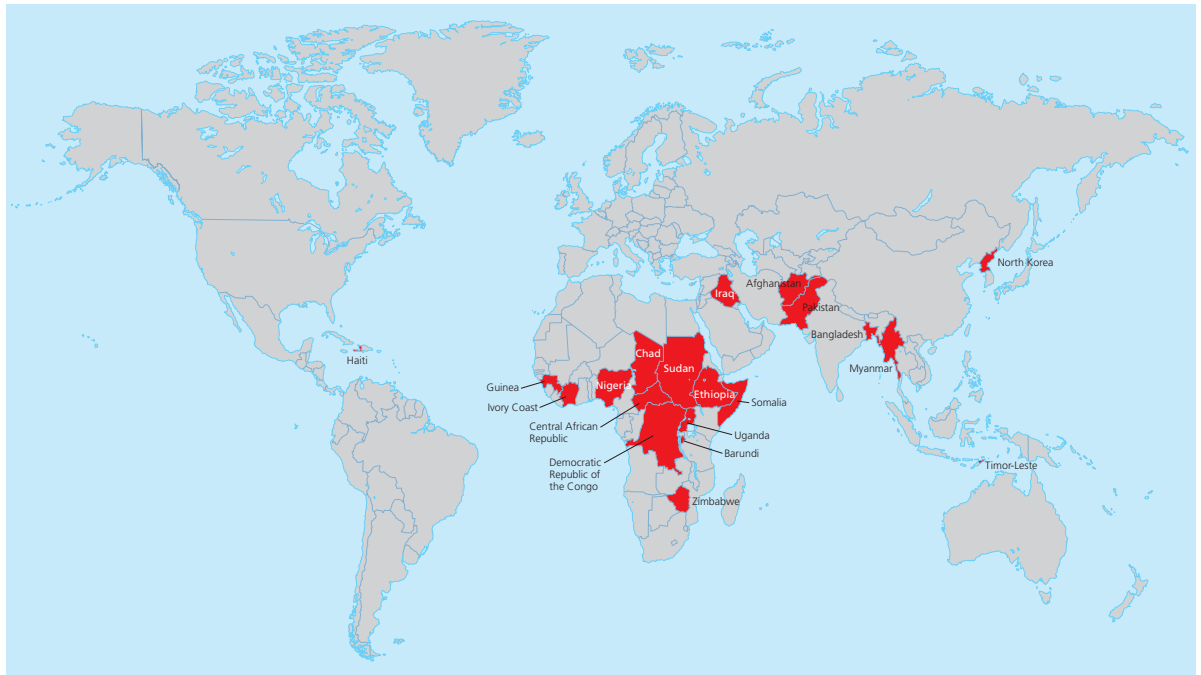 North Korea
Afghanistan
Iraq
Pakistan
Bangladesh
Chad
Haiti
Sudan
Myanmar
Guinea
Nigeria
Ethiopia
Ivory Coast
Somalia
Central African
Republic
Uganda
Barundi
Democratic
Republic of
the Congo
Timor-Leste
Zimbabwe